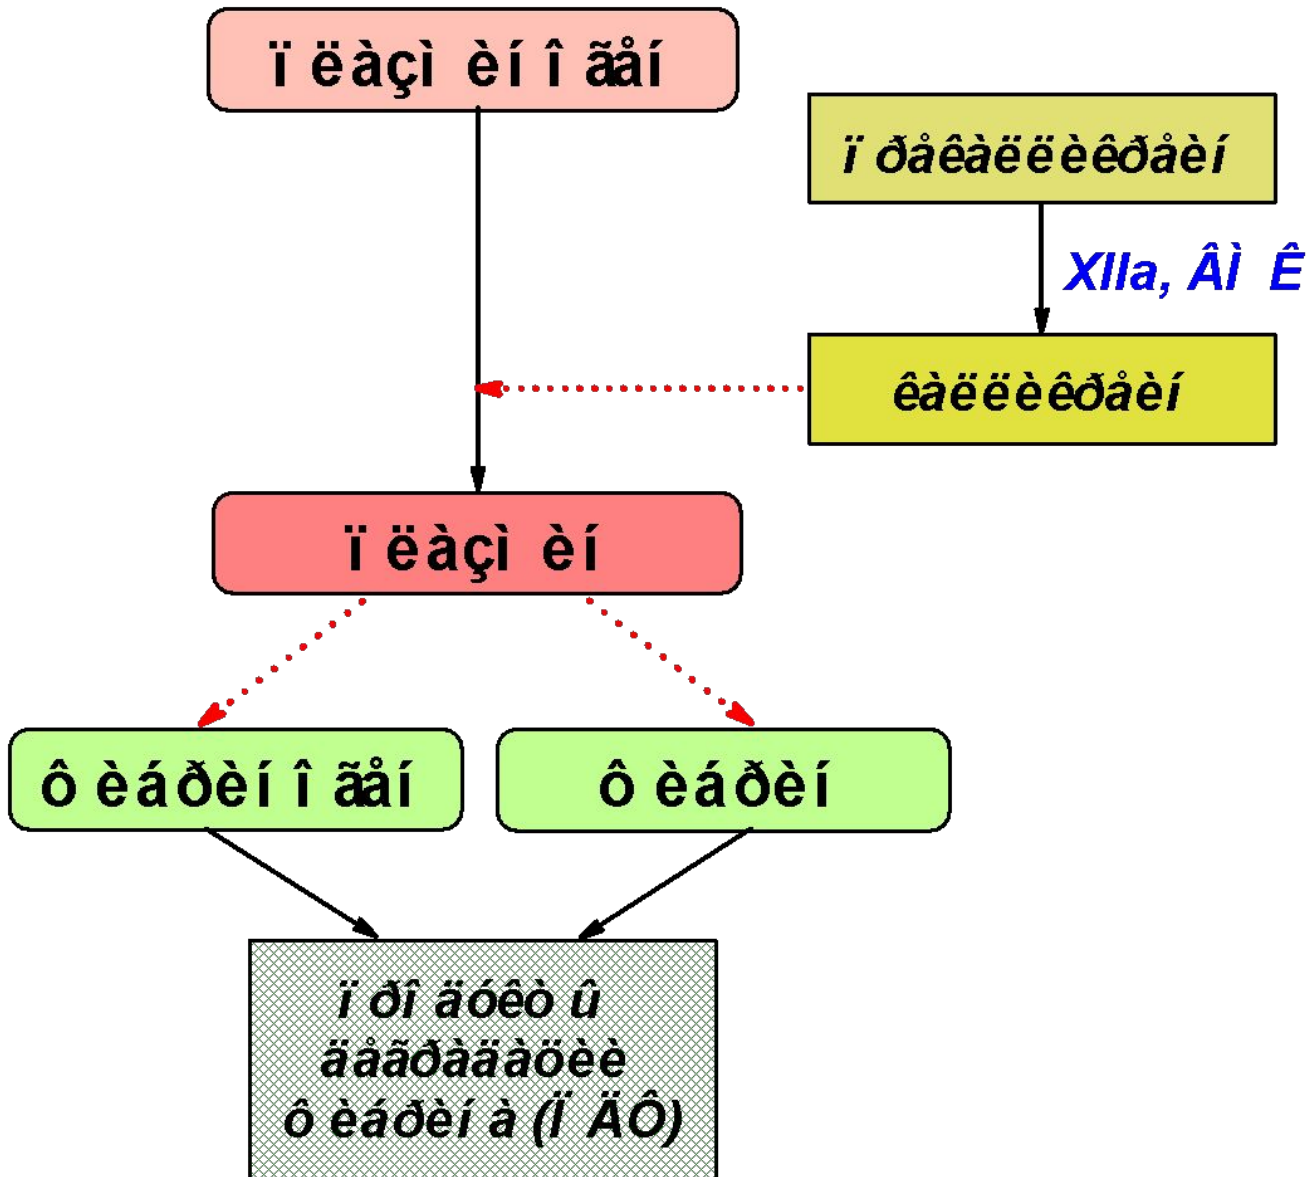 ï ëàçì èí î ãåí
ï ðåêàëëèêðåèí
XIIa, ÂÌ Ê
êàëëèêðåèí
ï ëàçì èí
ô èáðèí î ãåí
ô èáðèí
ï ðî äóêò û
äåãðàäàöèè
ô èáðèí à (Ï ÄÔ)